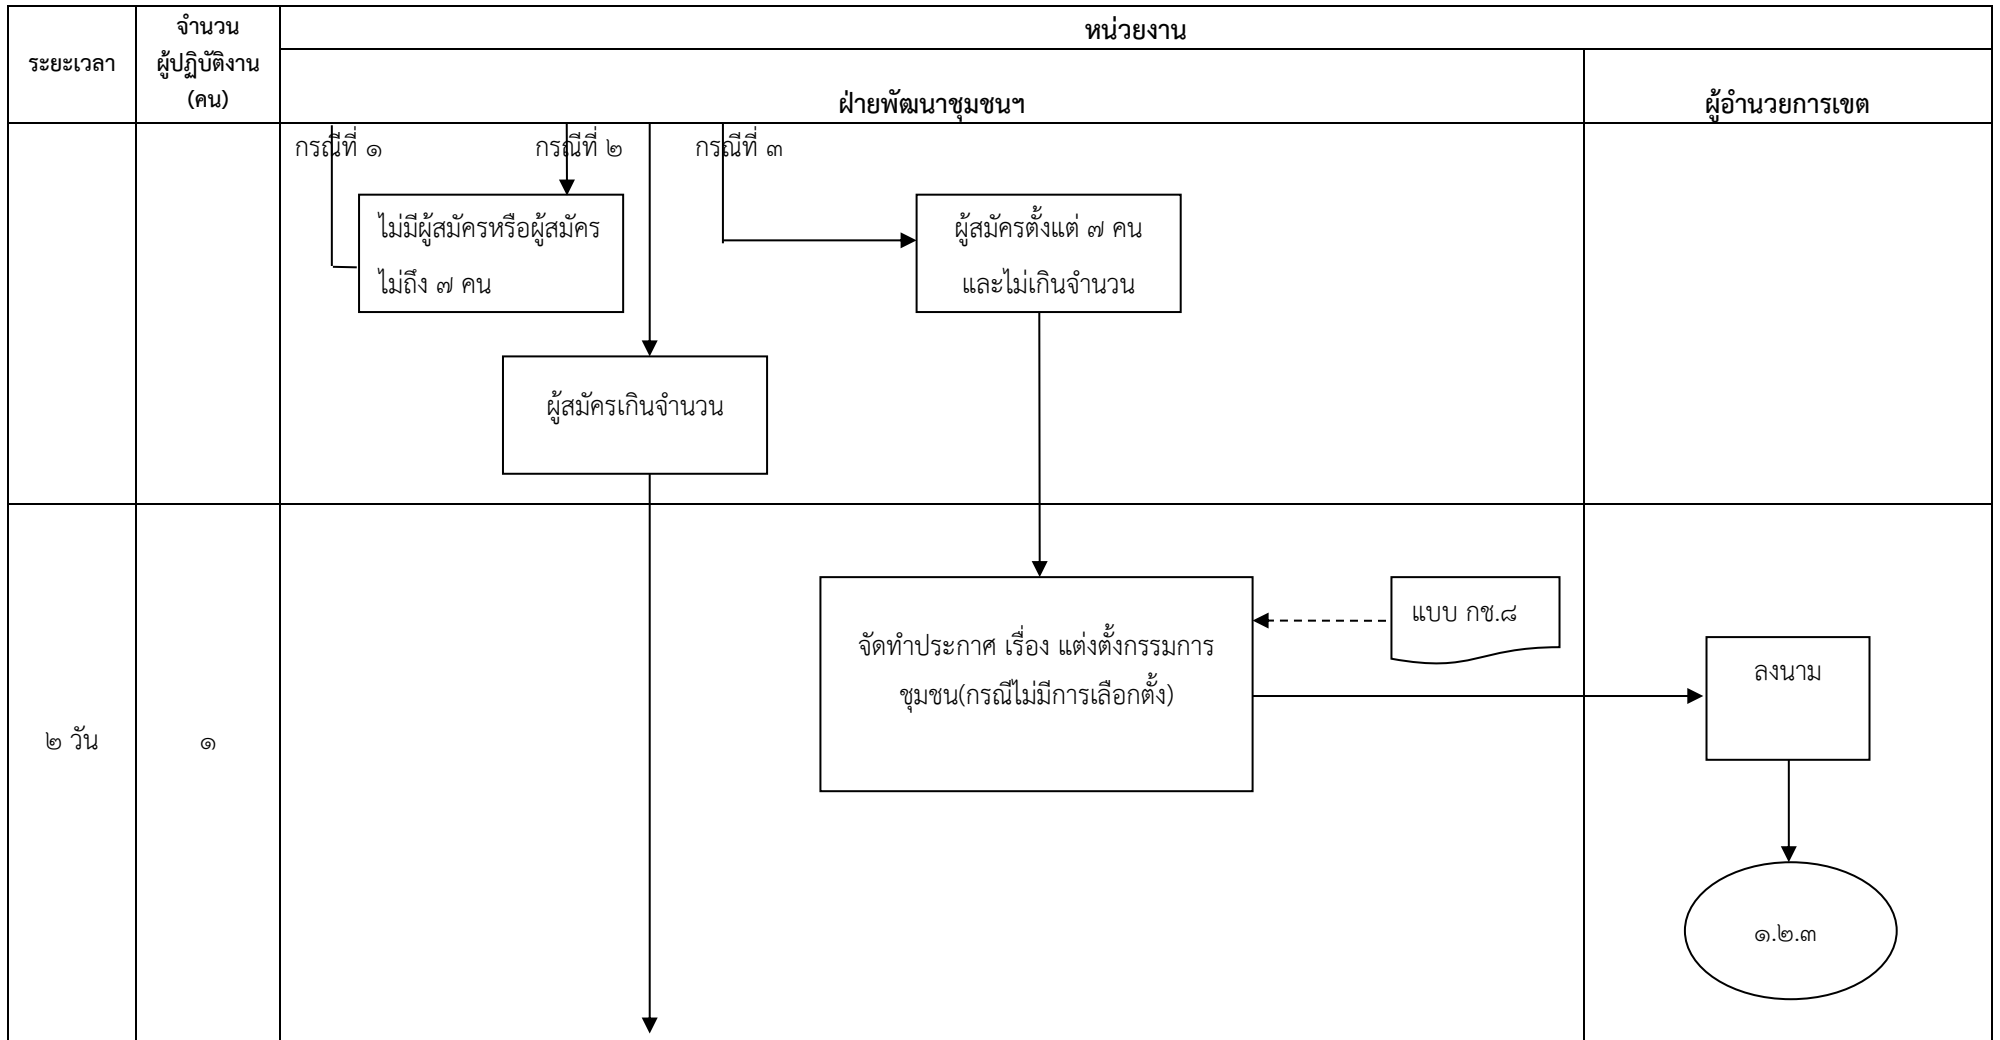 ระยะเวลา
จำนวน
ผู้ปฏิบัติงาน
(คน)
หน่วยงาน
ฝ่ายพัฒนาชุมชนฯ
ผู้อำนวยการเขต
กรณีที่ ๑
กรณีที่ ๒
กรณีที่ ๓
ไม่มีผู้สมัครหรือผู้สมัคร
ไม่ถึง ๗ คน
ผู้สมัครตั้งแต่ ๗ คน
และไม่เกินจำนวน
ผู้สมัครเกินจำนวน
๒ วัน
๑
จัดทำประกาศ เรื่อง แต่งตั้งกรรมการ
ชุมชน(กรณีไม่มีการเลือกตั้ง)
แบบ กช.๘
ลงนาม
๑.๒.๓